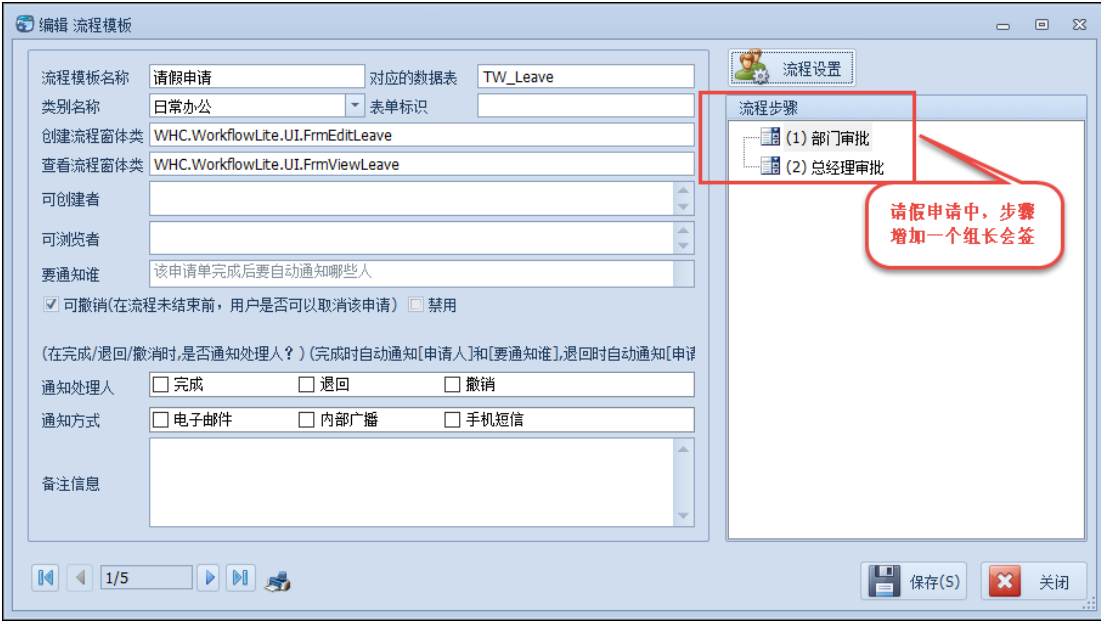 编辑 流程模板
流程模板名称 请假申请 对应的数据表 TW_Leave
类别名称 日常办公 表单标识
创建流程窗体类 WHC.WorkflowLite.UI.FrmEditLeave
查看流程窗体类 WHC.WorkflowLite.UI.FrmViewLeave
可创建者
可浏览者
要通知谁 该申请单完成后要自动通知哪些人
可撤销(在流程未结束前，用户是否可以取消该申请) 禁用
(在完成/退回/撤消时,是否通知处理人？) (完成时自动通知[申请人]和[要通知谁],退回时自动通知[申请
通知处理人 完成 退回 撤销
通知方式 电子邮件 内部广播 手机短信
备注信息
1/5
流程设置
流程步骤
(1) 部门审批
(2) 总经理审批
请假申请中，步骤
增加一个组长会签
保存(S) 关闭